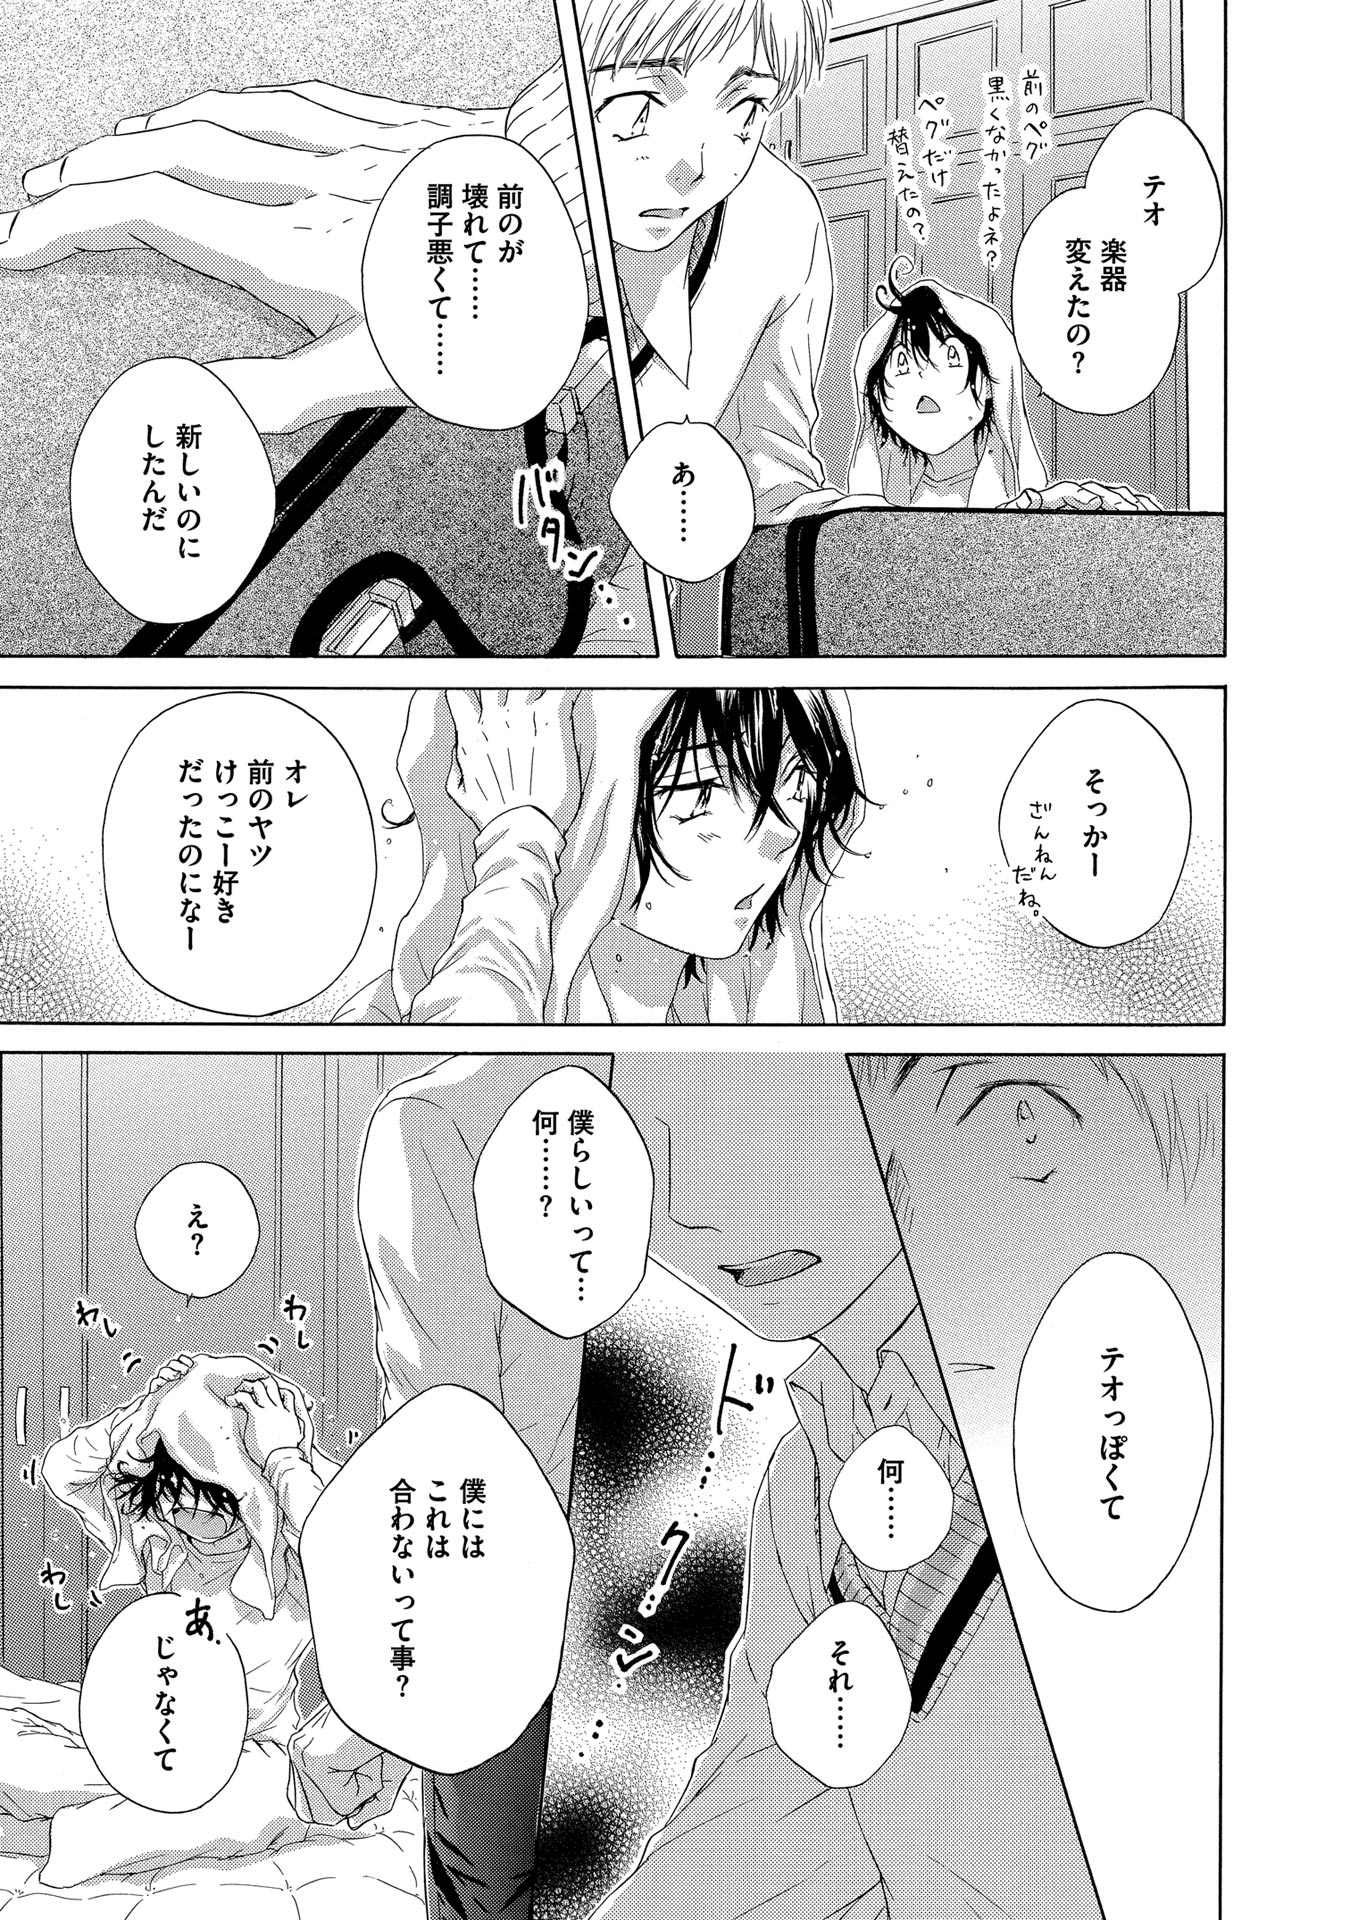 テオ
楽器
変えたの？
前のペグ
黒くなかったよネ？
ペグだけ
替えたの？
あ……
前のが
壊れて……
調子悪くて……
バタン…
新しいのに
したんだ
そっかー
ざんねん
だね。
オレ
前のヤツ
けっこー好き
だったのになー
テオっぽくて
何……
それ……
ドクン…
僕らしいって…
何……？
僕には
これは
合わないって事？
え？
わし
わし
わし
あ、
じゃなくて